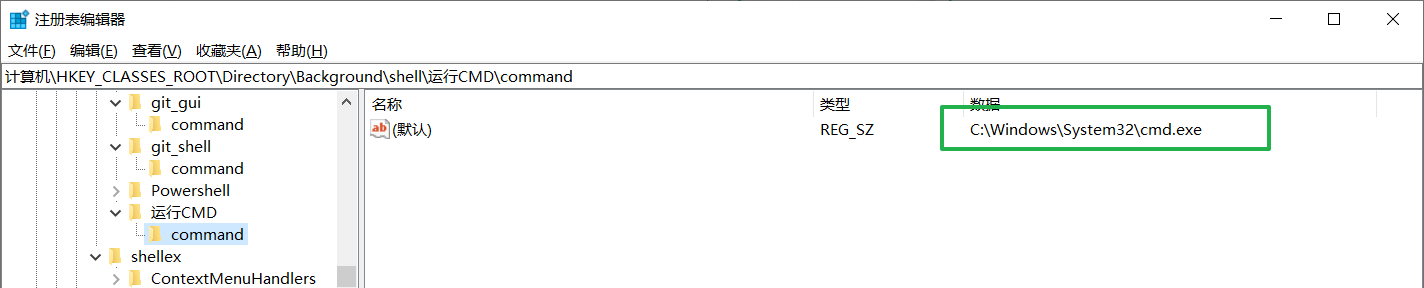 注册表编辑器
文件(F) 编辑(E) 查看(V) 收藏夹(A) 帮助(H)
计算机\HKEY_CLASSES_ROOT\Directory\Background\shell\运行CMD\command
git_gui
command
git_shell
command
Powershell
运行CMD
command
shellex
ContextMenuHandlers
名称 类型 数据
ab (默认) REG_SZ C:\Windows\System32\cmd.exe